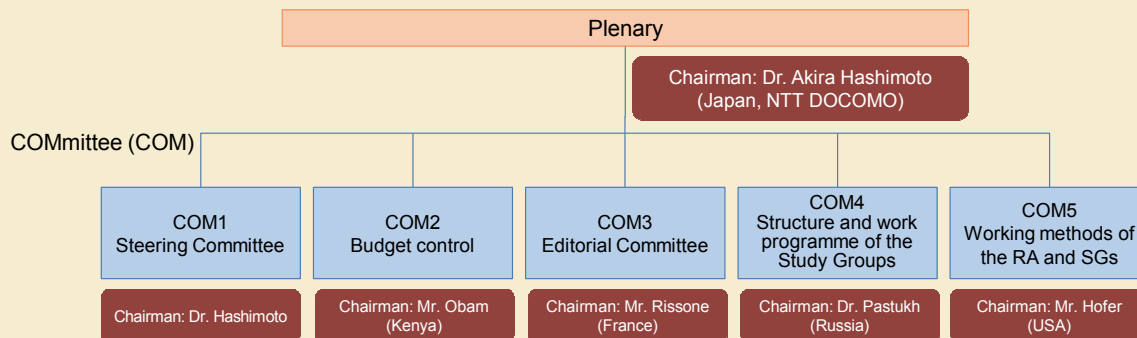 Plenary
Chairman: Dr. Akira Hashimoto
(Japan, NTT DOCOMO)
COMmittee (COM)
COM1
Steering Committee
COM2
Budget control
COM3
Editorial Committee
COM4
Structure and work
programme of the
Study Groups
COM5
Working methods of
the RA and SGs
Chairman: Dr. Hashimoto
Chairman: Mr. Obam
(Kenya)
Chairman: Mr. Rissone
(France)
Chairman: Dr. Pastukh
(Russia)
Chairman: Mr. Hofer
(USA)